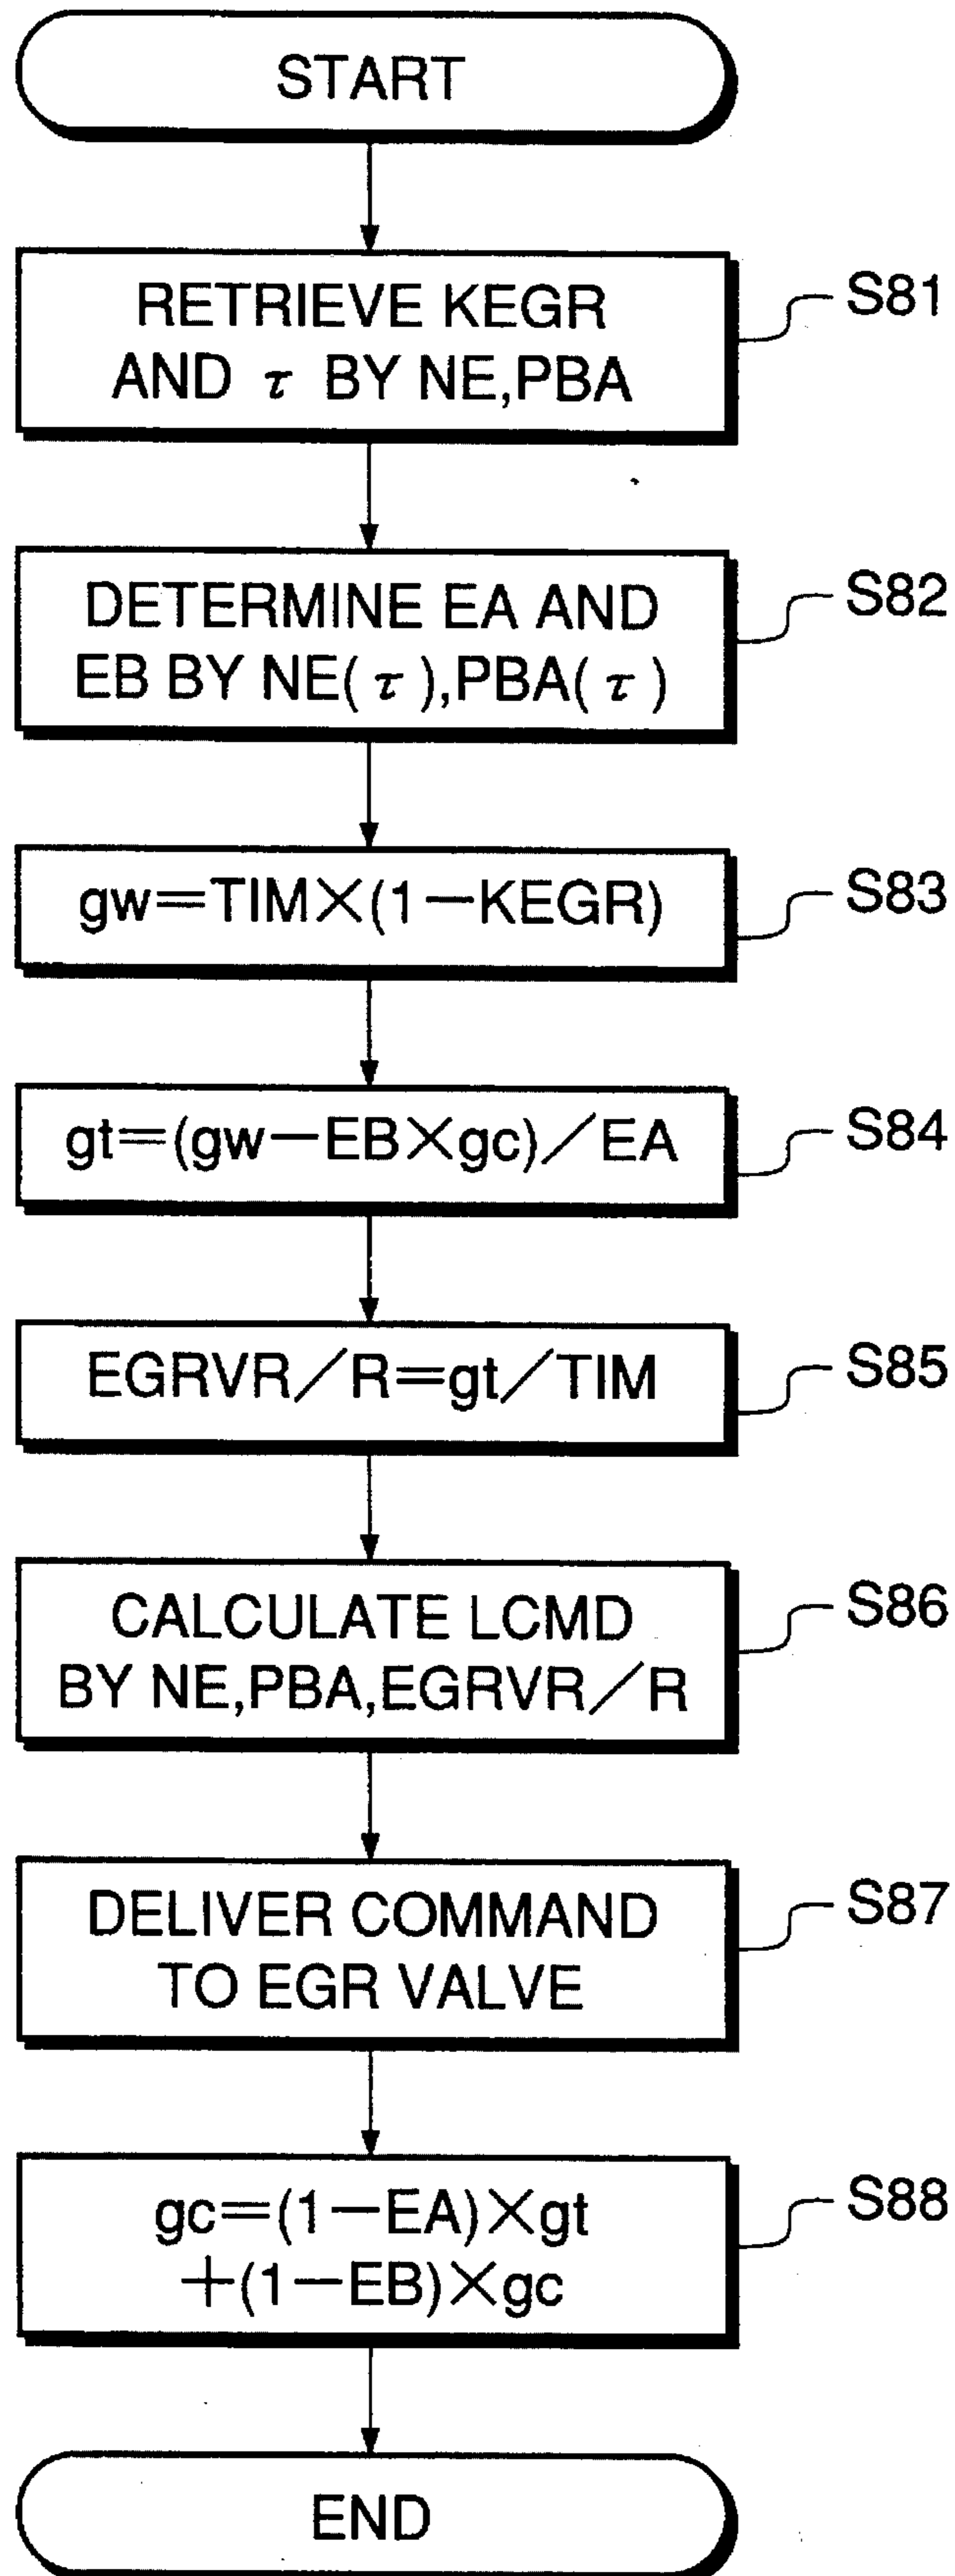 START
RETRIEVE KEGR
AND τ BY NE,PBA
S81
DETERMINE EA AND
EB BY NE(τ),PBA(τ)
S82
gw=TIM×(1−KEGR)
S83
gt=(gw−EB×gc)/EA
S84
EGRVR/R=gt/TIM
S85
CALCULATE LCMD
BY NE,PBA,EGRVR/R
S86
DELIVER COMMAND
TO EGR VALVE
S87
gc=(1−EA)×gt
+(1−EB)×gc
S88
END